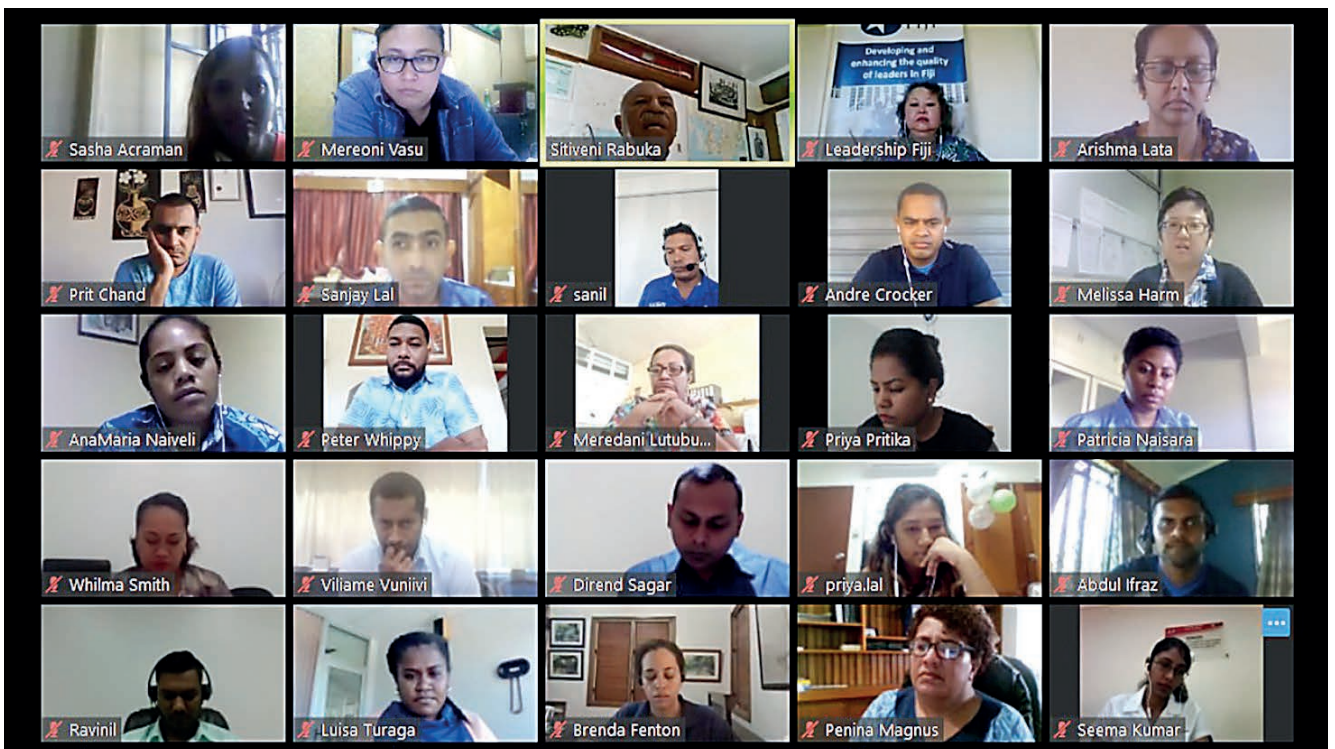 FIJI
Developing and
enhancing the quality
of leaders in Fiji
Sasha Acraman
Mereoni Vasu
Sitiveni Rabuka
Leadership Fiji
Arishma Lata
Prit Chand
Sanjay Lal
sanil
Andre Crocker
Melissa Harm
AnaMaria Naiveli
Peter Whippy
Meredani Lutubu...
Priya Pritika
Patricia Naisara
Whilma Smith
Viliame Vuniivi
Dirend Sagar
priya.lal
Abdul Ifraz
Ravinil
Luisa Turaga
Brenda Fenton
Penina Magnus
Seema Kumar